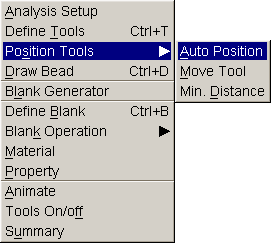 Analysis Setup
Define Tools Ctrl+T
Position Tools
Auto Position
Draw Bead Ctrl+D
Move Tool
Blank Generator
Min. Distance
Define Blank Ctrl+B
Blank Operation
Material
Property
Animate
Tools On/off
Summary